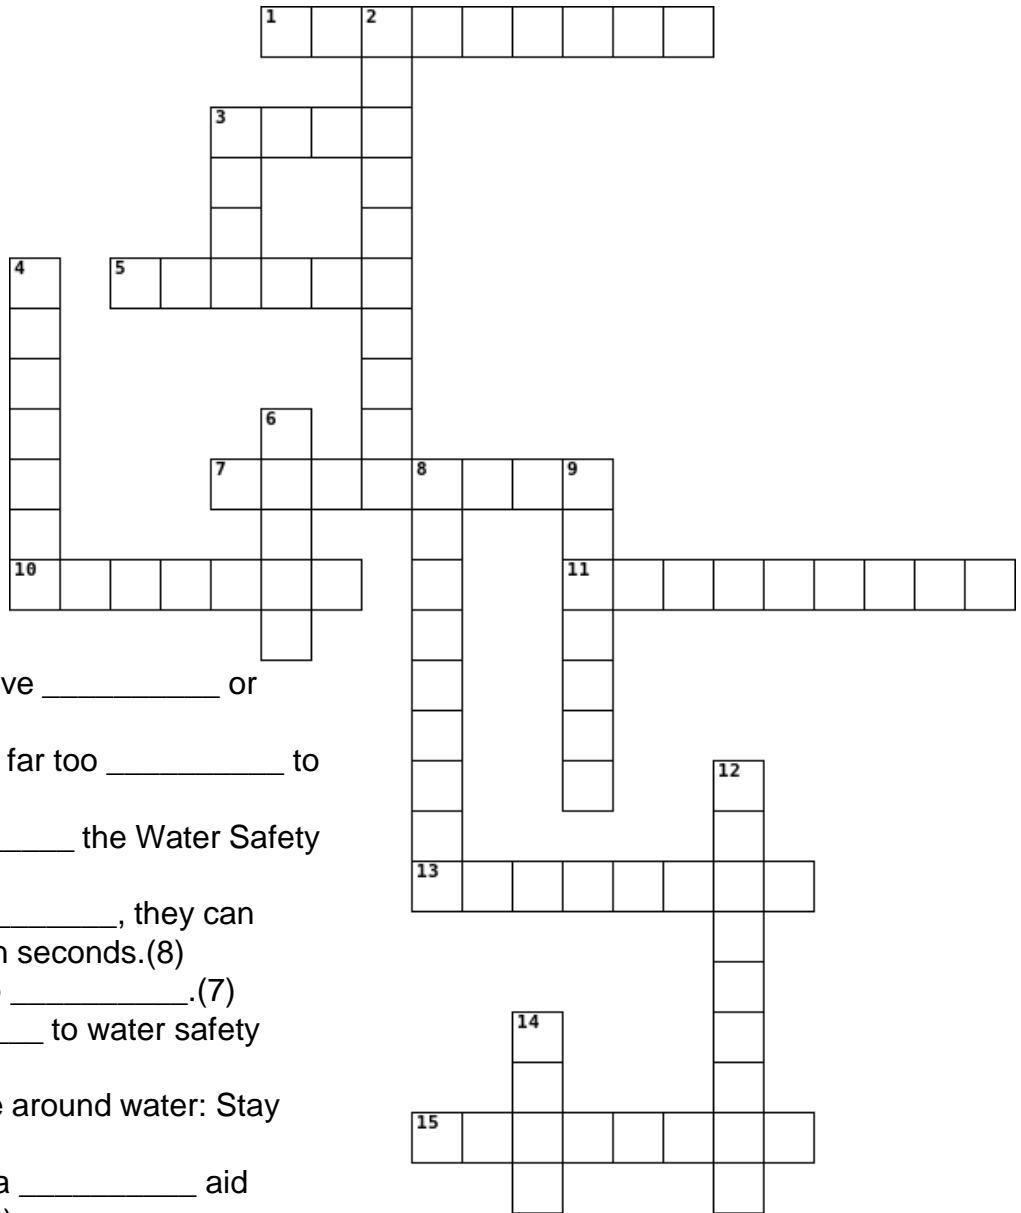 1 2
3
4 5
6
7 8 9
10 11
ve __________ or
far too __________ to
12
____ the Water Safety
13
_______, they can
n seconds.(8)
__________.(7)
14
___ to water safety
e around water: Stay
15
a __________ aid